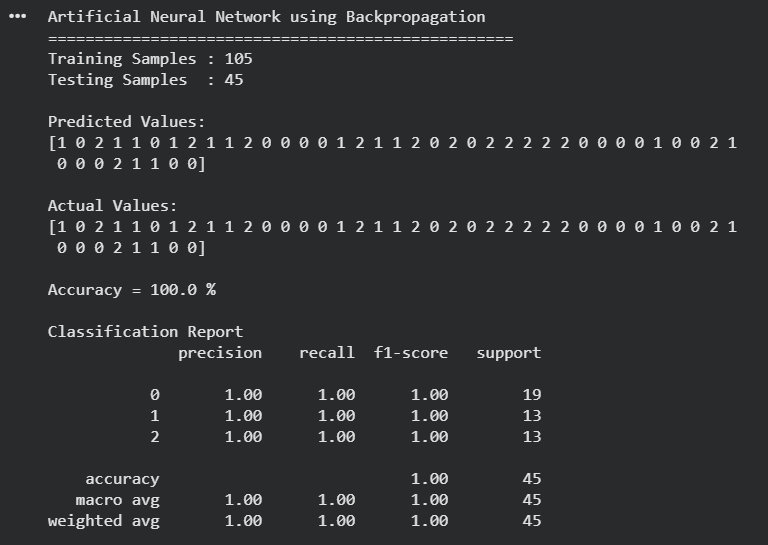 Artificial Neural Network using Backpropagation
==================================================
Training Samples : 105
Testing Samples  : 45
Predicted Values:
[1 0 2 1 1 0 1 2 1 1 2 0 0 0 0 1 2 1 1 2 0 2 0 2 2 2 2 2 0 0 0 0 1 0 0 2 1
 0 0 0 2 1 1 0 0]
Actual Values:
[1 0 2 1 1 0 1 2 1 1 2 0 0 0 0 1 2 1 1 2 0 2 0 2 2 2 2 2 0 0 0 0 1 0 0 2 1
 0 0 0 2 1 1 0 0]
Accuracy = 100.0 %
Classification Report
              precision    recall  f1-score   support
           0       1.00      1.00      1.00        19
           1       1.00      1.00      1.00        13
           2       1.00      1.00      1.00        13
    accuracy                           1.00        45
   macro avg       1.00      1.00      1.00        45
weighted avg       1.00      1.00      1.00        45